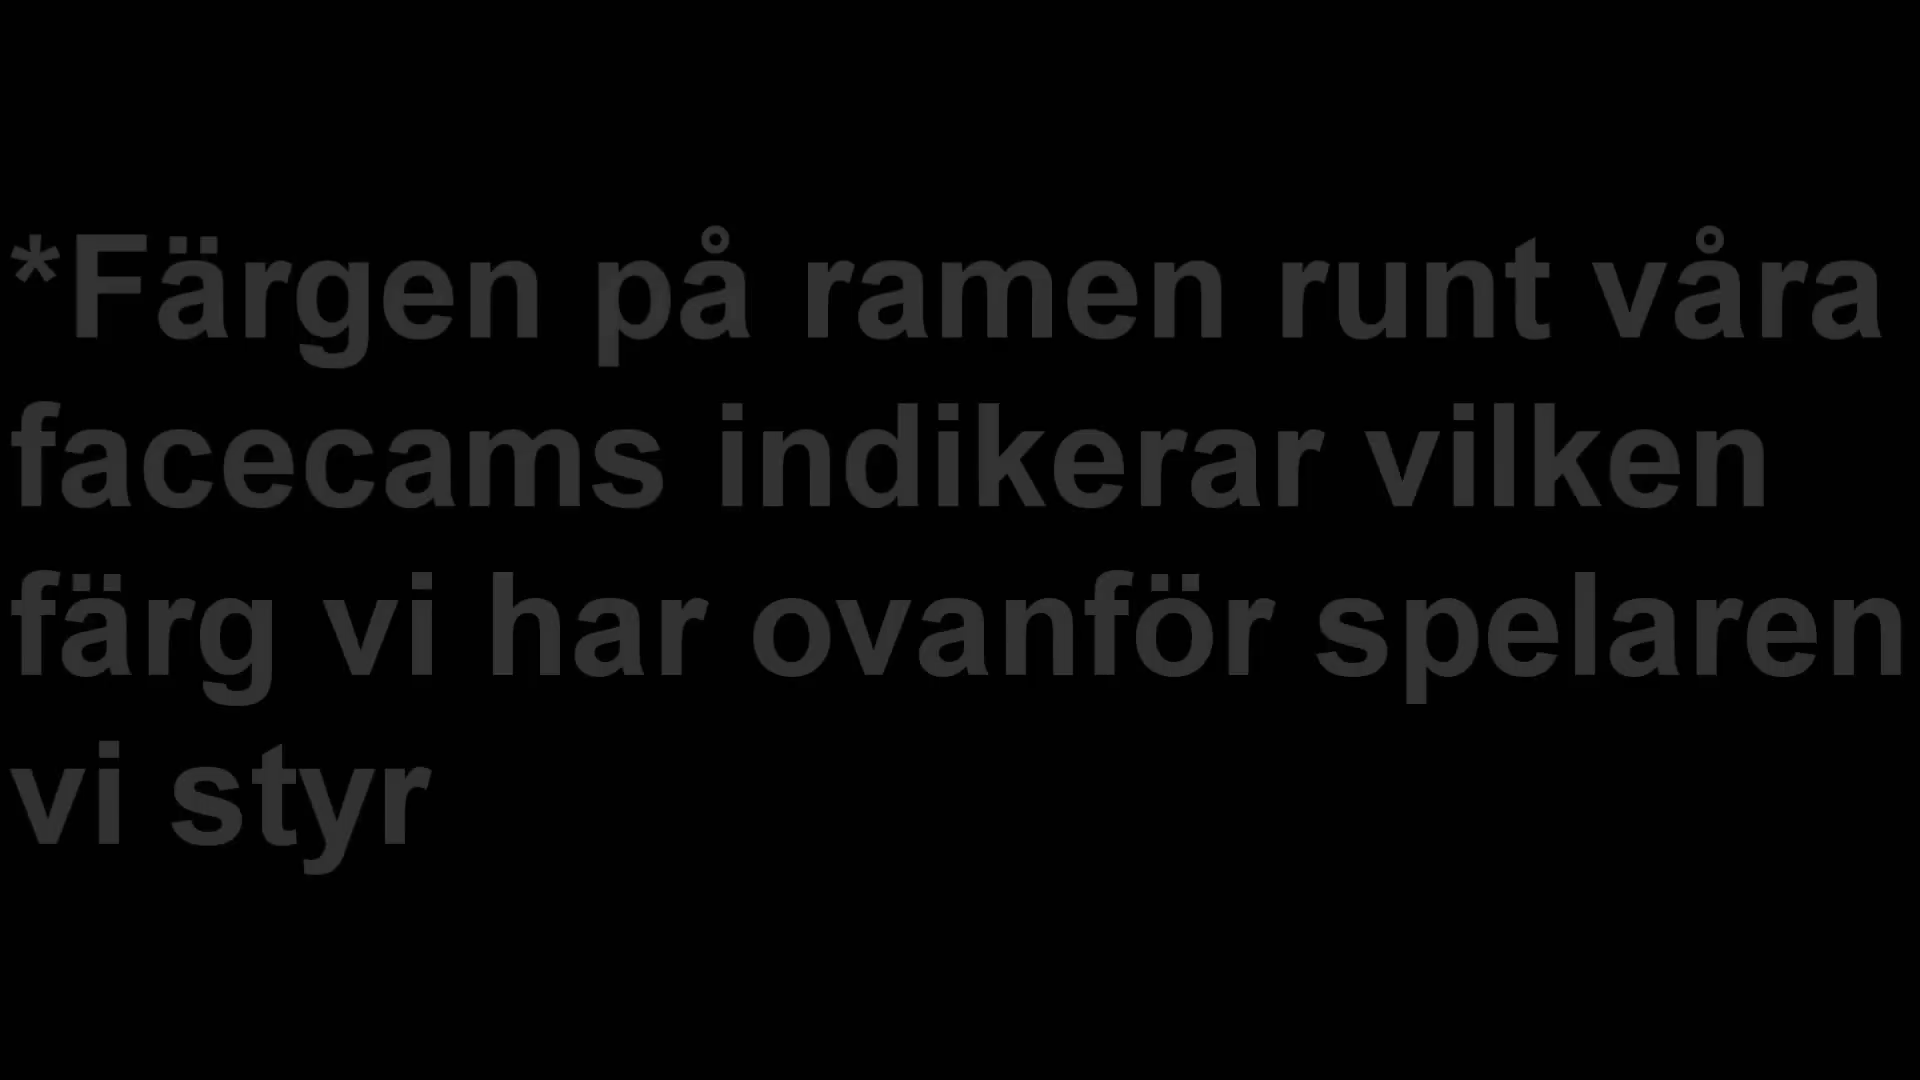 *Färgen på ramen runt våra
facecams indikerar vilken
färg vi har ovanför spelaren
vi styr